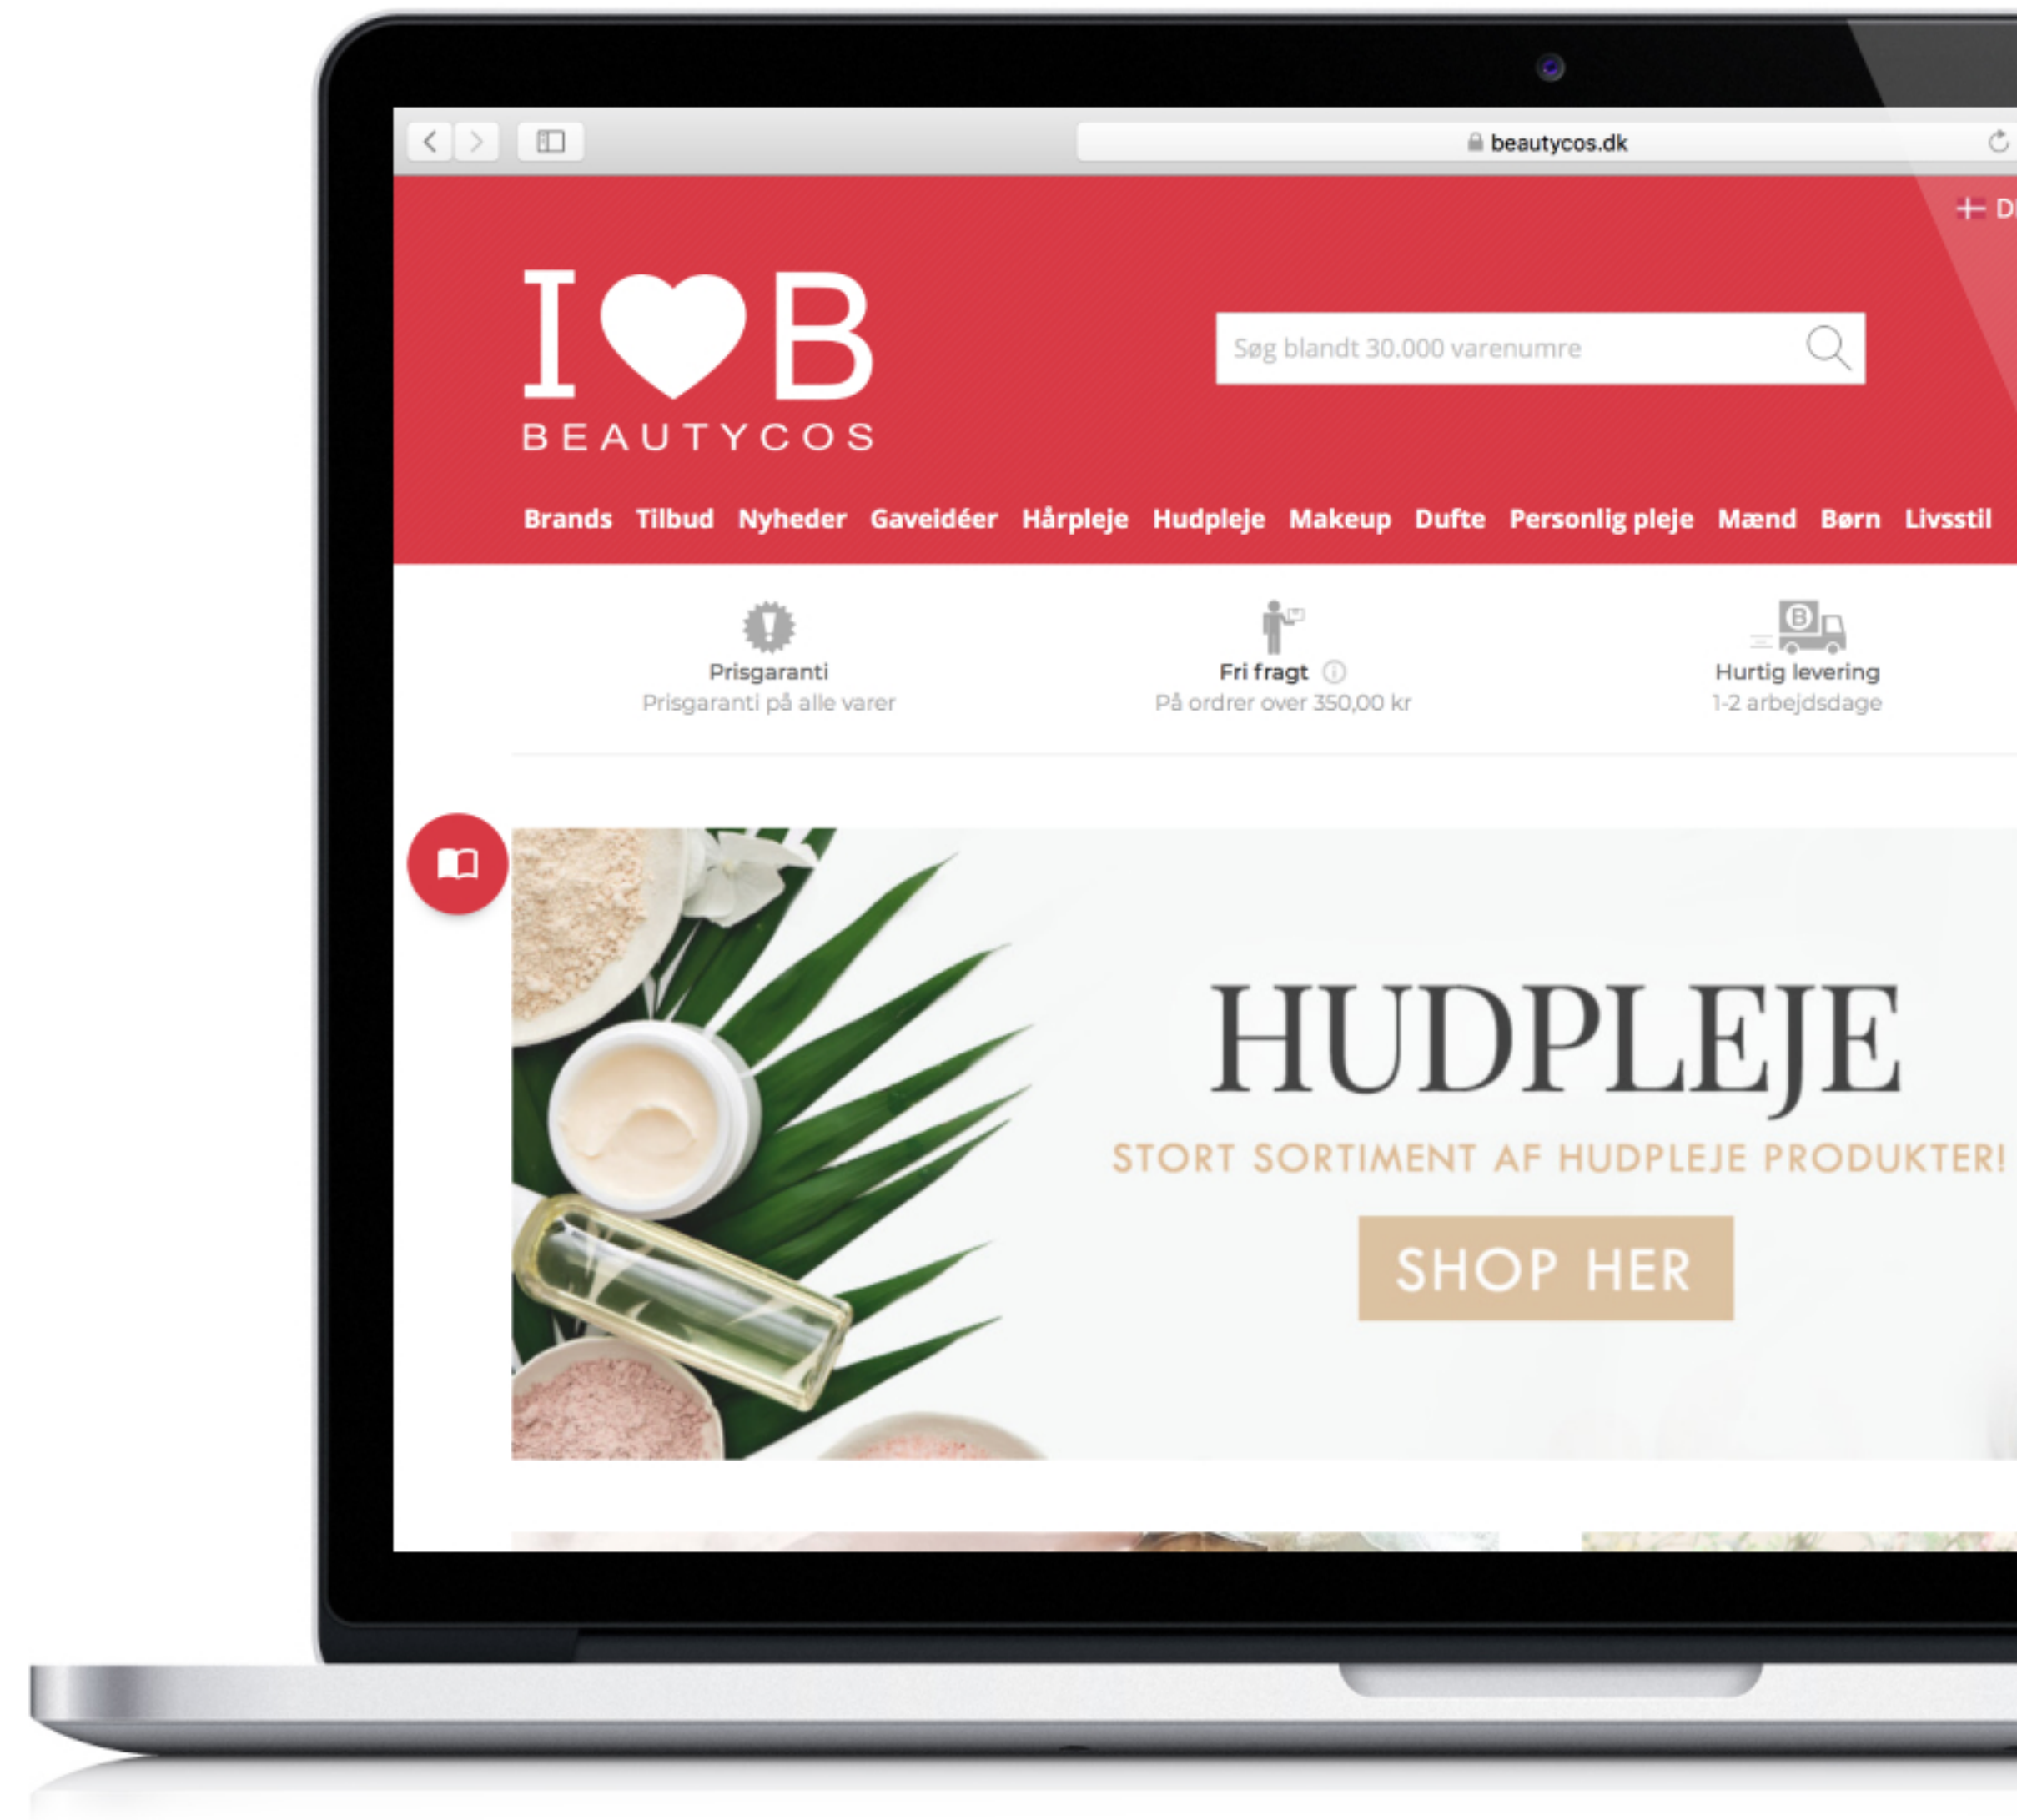 beautycos.dk
I B
BEAUTYCOS
Søg blandt 30.000 varenumre
Brands Tilbud Nyheder Gaveidéer Hårpleje Hudpleje Makeup Dufte Personlig pleje Mænd Børn Livsstil
Prisgaranti
Prisgaranti på alle varer
Fri fragt
På ordrer over 350,00 kr
B
Hurtig levering
1-2 arbejdsdage
HUDPLEJE
STORT SORTIMENT AF HUDPLEJE PRODUKTER!
SHOP HER